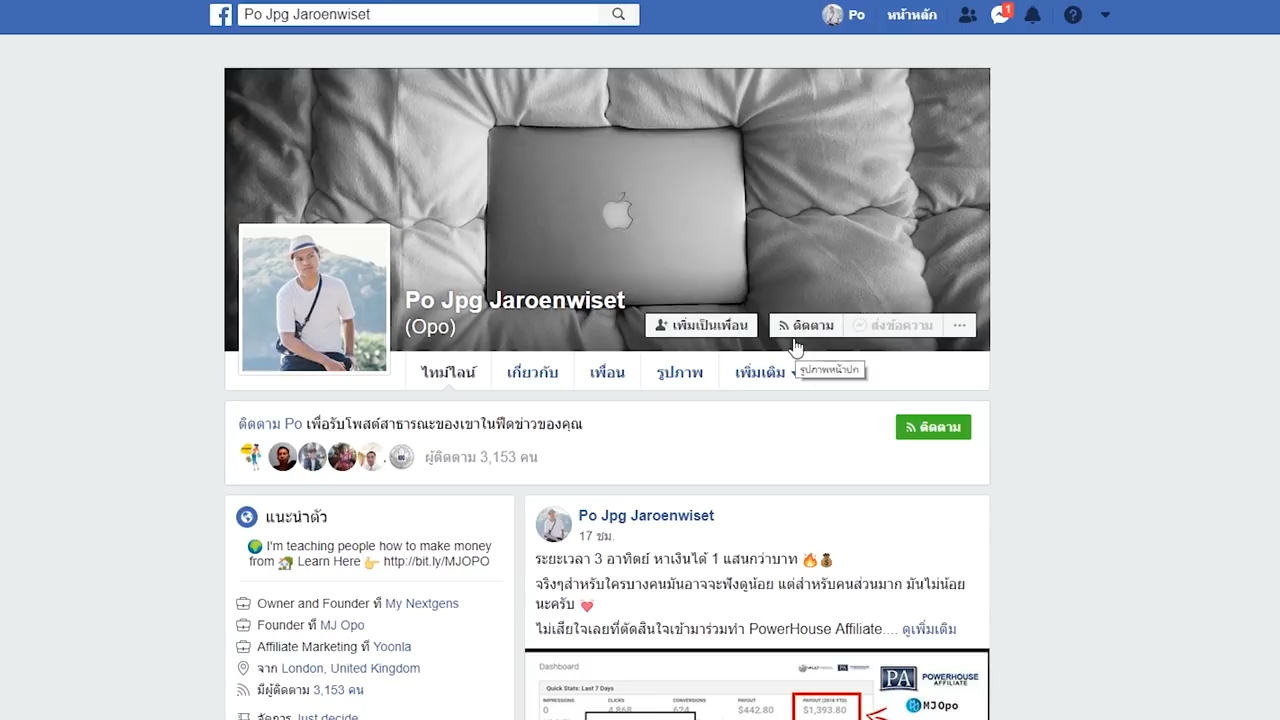 Po Jpg Jaroenwiset
Po
หน้าหลัก
1
Po Jpg Jaroenwiset
(Opo)
เพิ่มเป็นเพื่อน
ติดตาม
ส่งข้อความ
ไทม์ไลน์
เกี่ยวกับ
เพื่อน
รูปภาพ
เพิ่มเติม
รูปภาพหน้าปก
ติดตาม Po เพื่อรับโพสต์สาธารณะของเขาในฟีดข่าวของคุณ
ติดตาม
ผู้ติดตาม 3,153 คน
แนะนำตัว
I'm teaching people how to make money
from Learn Here http://bit.ly/MJOPO
Owner and Founder ที่ My Nextgens
Founder ที่ MJ Opo
Affiliate Marketing ที่ Yoonla
จาก London, United Kingdom
มีผู้ติดตาม 3,153 คน
จัดการ Just decide
Po Jpg Jaroenwiset
17 ชม.
ระยะเวลา 3 อาทิตย์ หาเงินได้ 1 แสนกว่าบาท
จริงๆสำหรับใครบางคนมันอาจจะฟังดูน้อย แต่สำหรับคนส่วนมาก มันไม่น้อย
นะครับ
ไม่เสียใจเลยที่ตัดสินใจเข้ามาร่วมทำ PowerHouse Affiliate.... ดูเพิ่มเติม
Dashboard
PA POWERHOUSE
AFFILIATE
Quick Stats: Last 7 Days
IMPRESSIONS
CLICKS
CONVERSIONS
PAYOUT
PAYOUT (2018 YTD)
0
4,868
624
$442.80
$1,393.80
MJ Opo